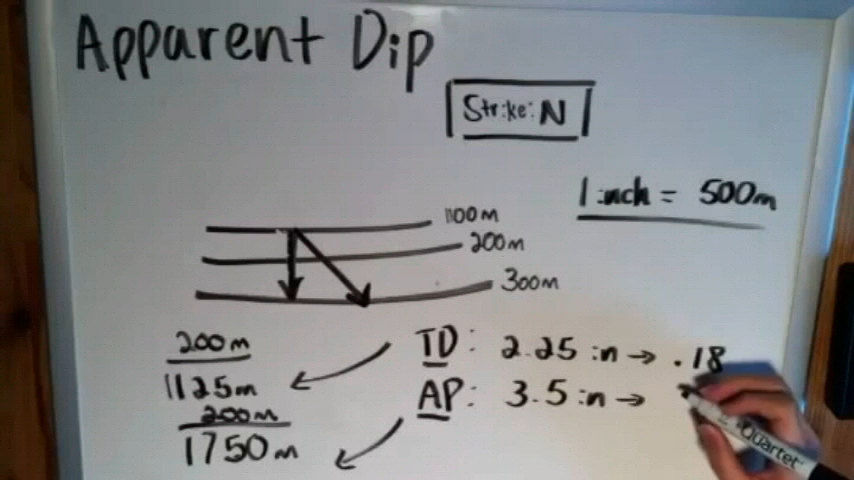 Apparent Dip
Strike: N
1 inch = 500m
100m
200m
300m
200m
1125m
200m
1750m
TD: 2.25 in → .18
AP: 3.5 in →
Quartet